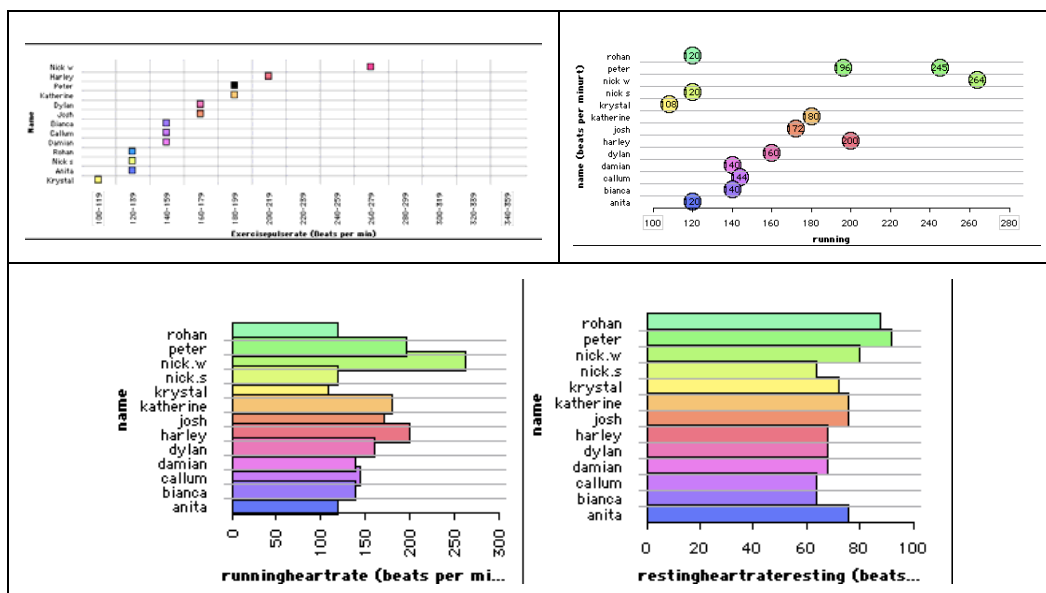 Nick w
Harley
Peter
Katherine
Dylan
Josh
Bianca
Callum
Damian
Rohan
Nick s
Anita
Krystal
Name
100-119
120-139
140-159
160-179
180-199
200-219
220-239
240-259
260-279
280-299
300-319
320-339
340-359
Exercisepulserate (Beats per min)
name (beats per minurt)
rohan 120
peter 196 245
nick w 264
nick s 120
krystal 108
katherine 180
josh 172
harley 200
dylan 160
damian 140
callum 144
bianca 140
anita 120
100 120 140 160 180 200 220 240 260 280
running
name
rohan
peter
nick.w
nick.s
krystal
katherine
josh
harley
dylan
damian
callum
bianca
anita
0 50 100 150 200 250 300
runningheartrate (beats per mi...
name
rohan
peter
nick.w
nick.s
krystal
katherine
josh
harley
dylan
damian
callum
bianca
anita
0 20 40 60 80 100
restingheartrateresting (beats...